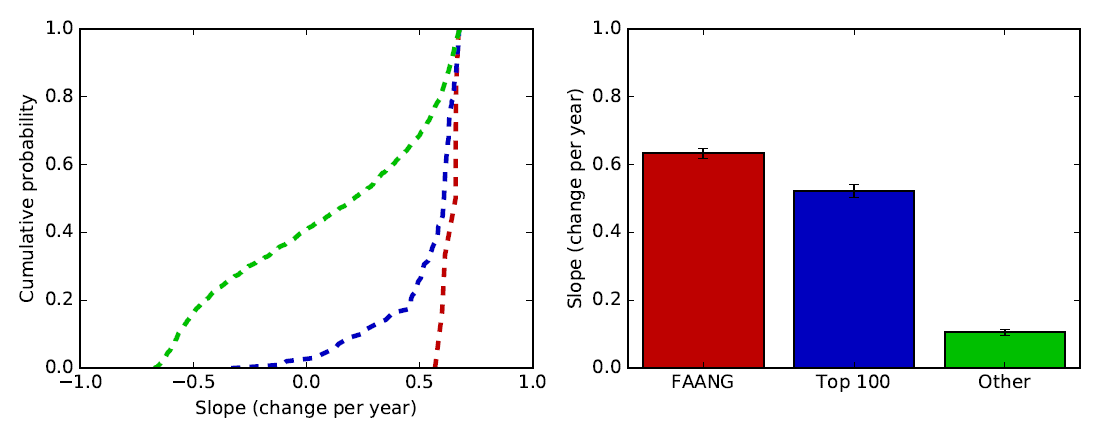 1.0
0.8
0.6
0.4
0.2
0.0
Cumulative probability
−1.0 −0.5 0.0 0.5 1.0
Slope (change per year)
1.0
0.8
0.6
0.4
0.2
0.0
Slope (change per year)
FAANG Top 100 Other